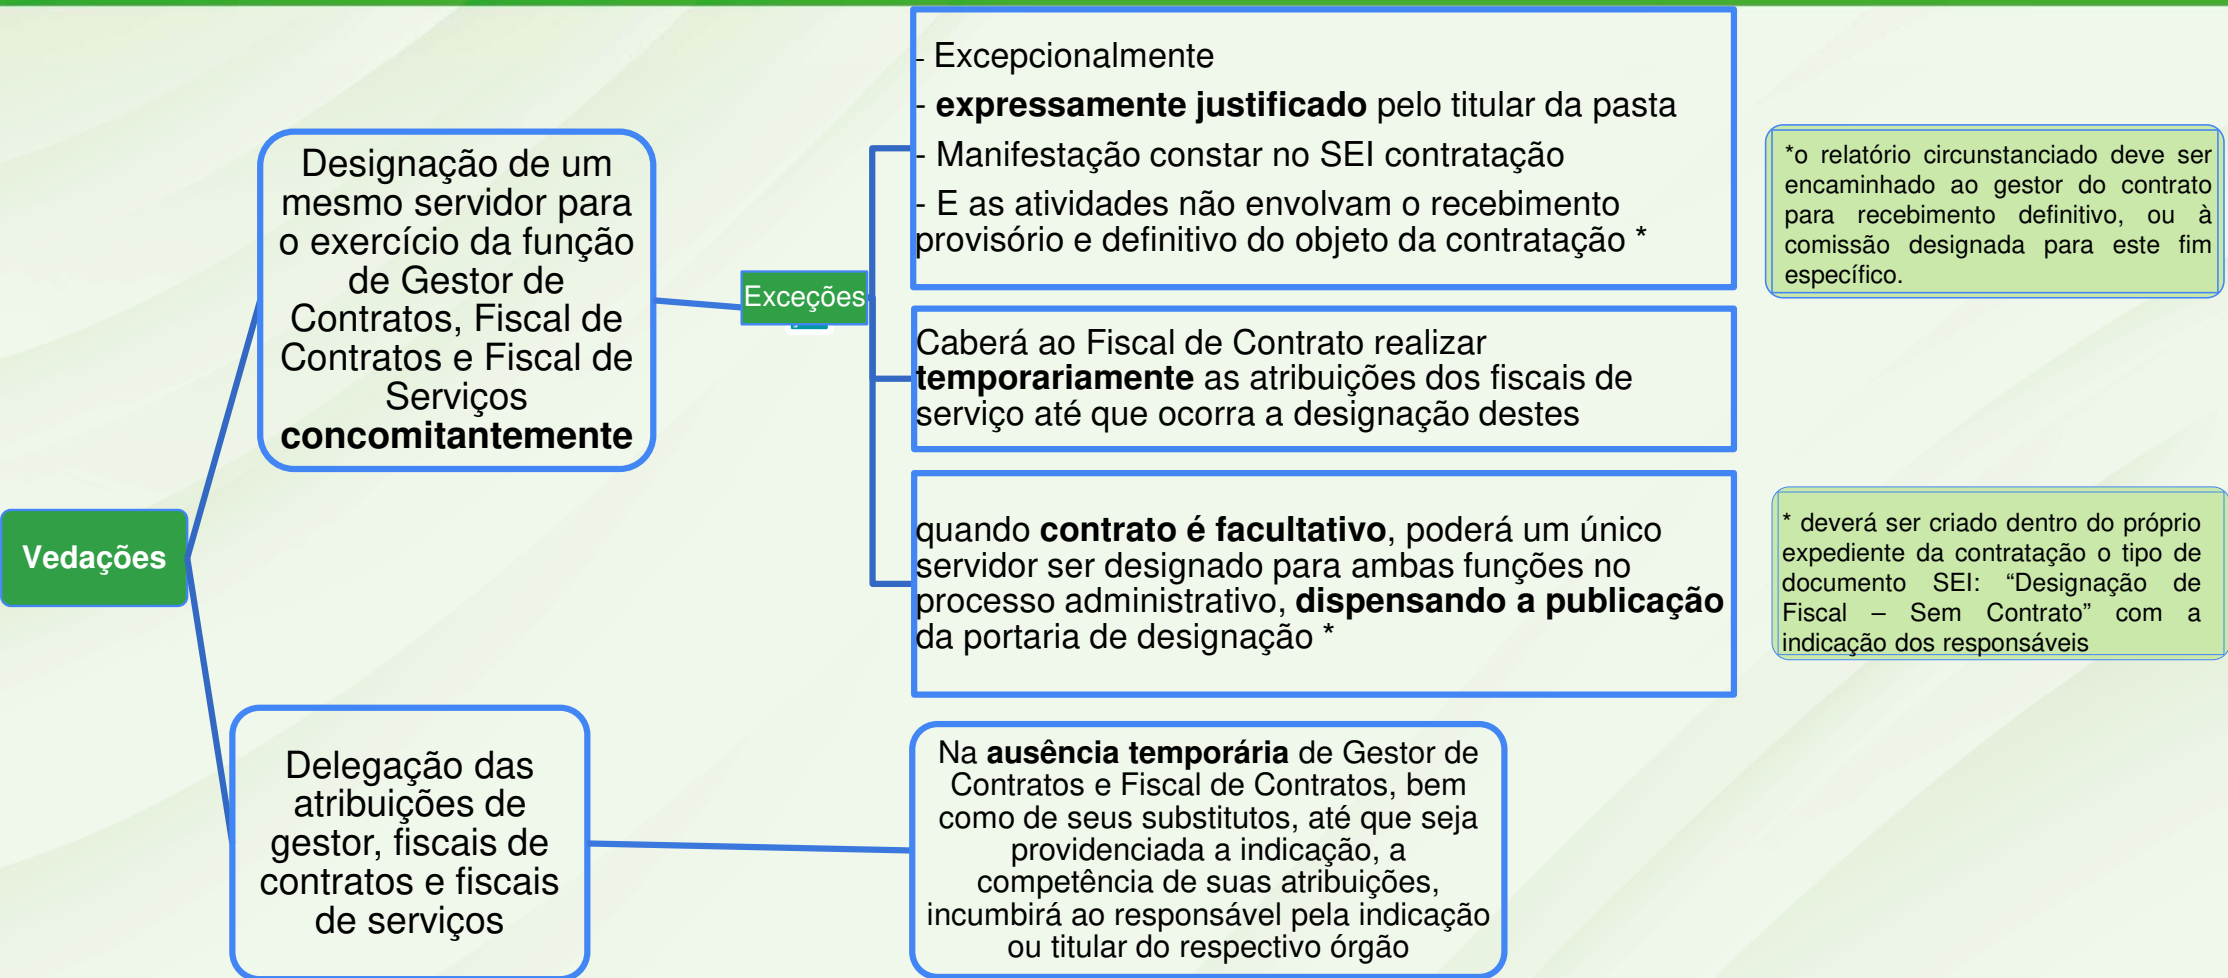 Vedações
Designação de um
mesmo servidor para
o exercício da função
de Gestor de
Contratos, Fiscal de
Contratos e Fiscal de
Serviços
concomitantemente
Exceções
- Excepcionalmente
- expressamente justificado pelo titular da pasta
- Manifestação constar no SEI contratação
- E as atividades não envolvam o recebimento
provisório e definitivo do objeto da contratação *
*o relatório circunstanciado deve ser
encaminhado ao gestor do contrato
para recebimento definitivo, ou à
comissão designada para este fim
específico.
Caberá ao Fiscal de Contrato realizar
temporariamente as atribuições dos fiscais de
serviço até que ocorra a designação destes
quando contrato é facultativo, poderá um único
servidor ser designado para ambas funções no
processo administrativo, dispensando a publicação
da portaria de designação *
* deverá ser criado dentro do próprio
expediente da contratação o tipo de
documento SEI: “Designação de
Fiscal – Sem Contrato” com a
indicação dos responsáveis
Delegação das
atribuições de
gestor, fiscais de
contratos e fiscais
de serviços
Na ausência temporária de Gestor de
Contratos e Fiscal de Contratos, bem
como de seus substitutos, até que seja
providenciada a indicação, a
competência de suas atribuições,
incumbirá ao responsável pela indicação
ou titular do respectivo órgão